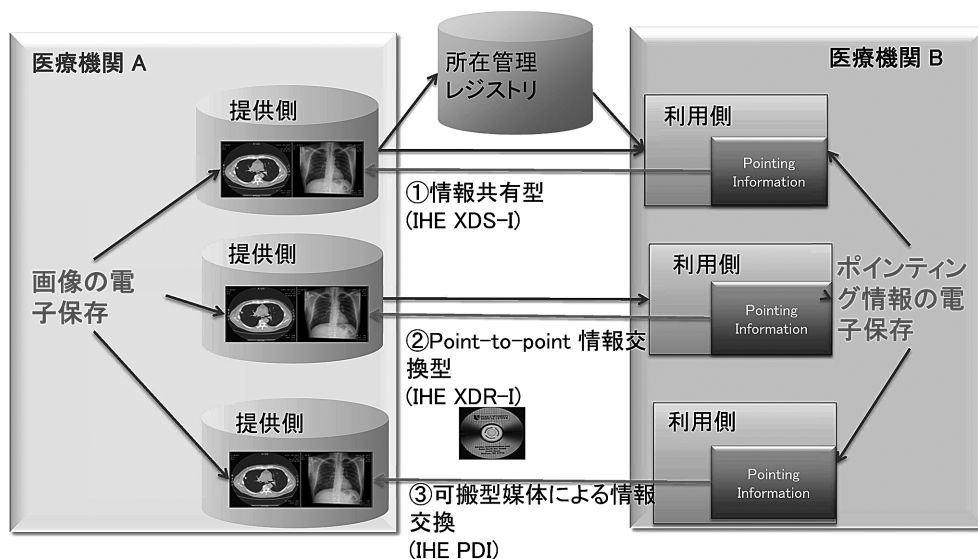 医療機関 A
所在管理
レジストリ
医療機関 B
提供側
利用側
Pointing
Information
①情報共有型
(IHE XDS-I)
画像の電
子保存
提供側
利用側
Pointing
Information
ポインティン
グ情報の電
子保存
②Point-to-point 情報交
換型
(IHE XDR-I)
提供側
利用側
Pointing
Information
③可搬型媒体による情報
交換
(IHE PDI)